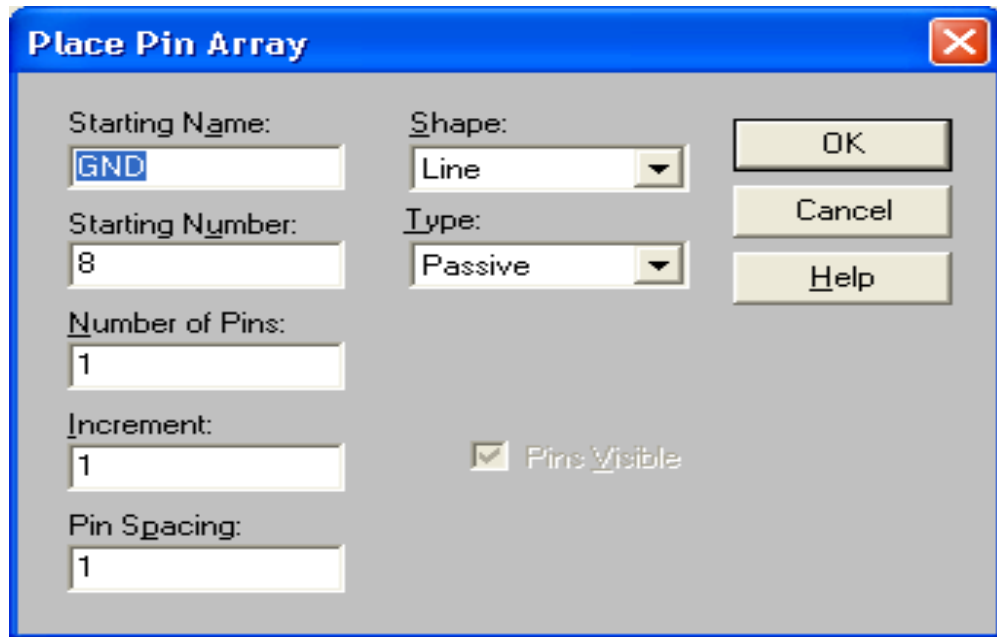 Place Pin Array
Starting Name:
GND
Starting Number:
8
Number of Pins:
1
Increment:
1
Pin Spacing:
1
Shape:
Line
Type:
Passive
Pins Visible
OK
Cancel
Help